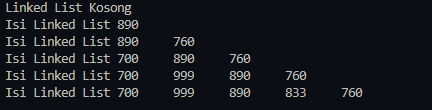 Linked List Kosong
Isi Linked List 890
Isi Linked List 890 760
Isi Linked List 700 890 760
Isi Linked List 700 999 890 760
Isi Linked List 700 999 890 833 760